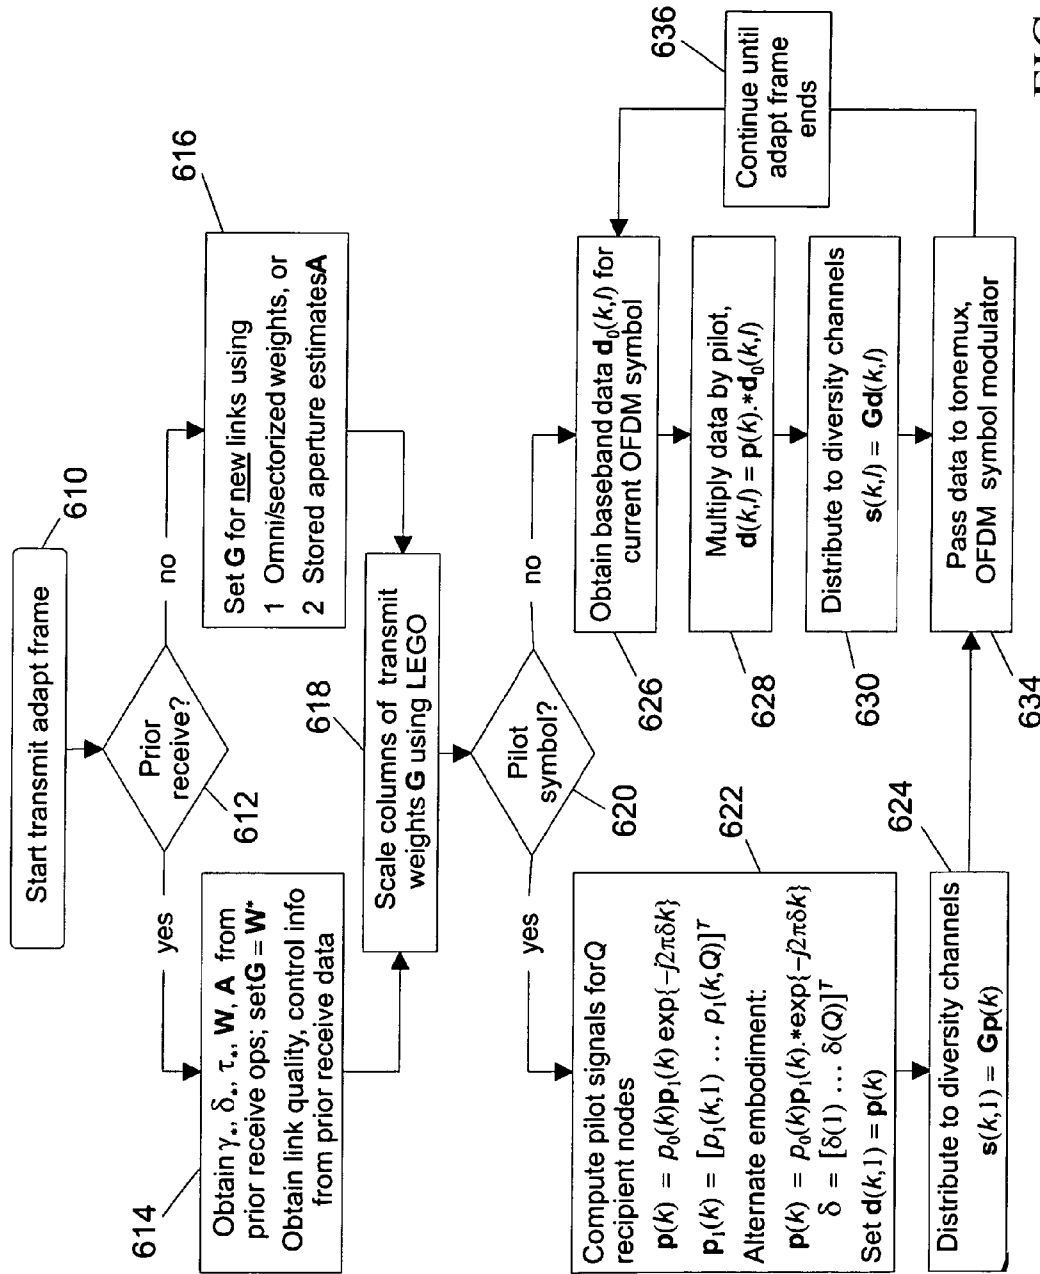 610
Start transmit adapt frame
Prior
receive?
612
yes
no
614
Obtain γ*, δ*, τ*, W, A from
prior receive ops; set G = W*
Obtain link quality, control info
from prior receive data
616
Set G for new links using
1 Omni/sectorized weights, or
2 Stored aperture estimates A
618
Scale columns of transmit
weights G using LEGO
Pilot
symbol?
620
yes
no
622
Compute pilot signals for Q
recipient nodes
p(k) = p₀(k)p₁(k) exp{-j2πδk}
p₁(k) = [p₁(k,1) … p₁(k,Q)]ᵀ
Alternate embodiment:
p(k) = p₀(k)p₁(k).*exp{-j2πδk}
δ = [δ(1) … δ(Q)]ᵀ
Set d(k,1) = p(k)
624
Distribute to diversity channels
s(k,1) = Gp(k)
626
Obtain baseband data d₀(k,l) for
current OFDM symbol
628
Multiply data by pilot,
d(k,l) = p(k).*d₀(k,l)
630
Distribute to diversity channels
s(k,l) = Gd(k,l)
634
Pass data to tonemux,
OFDM symbol modulator
636
Continue until
adapt frame
ends
FIG